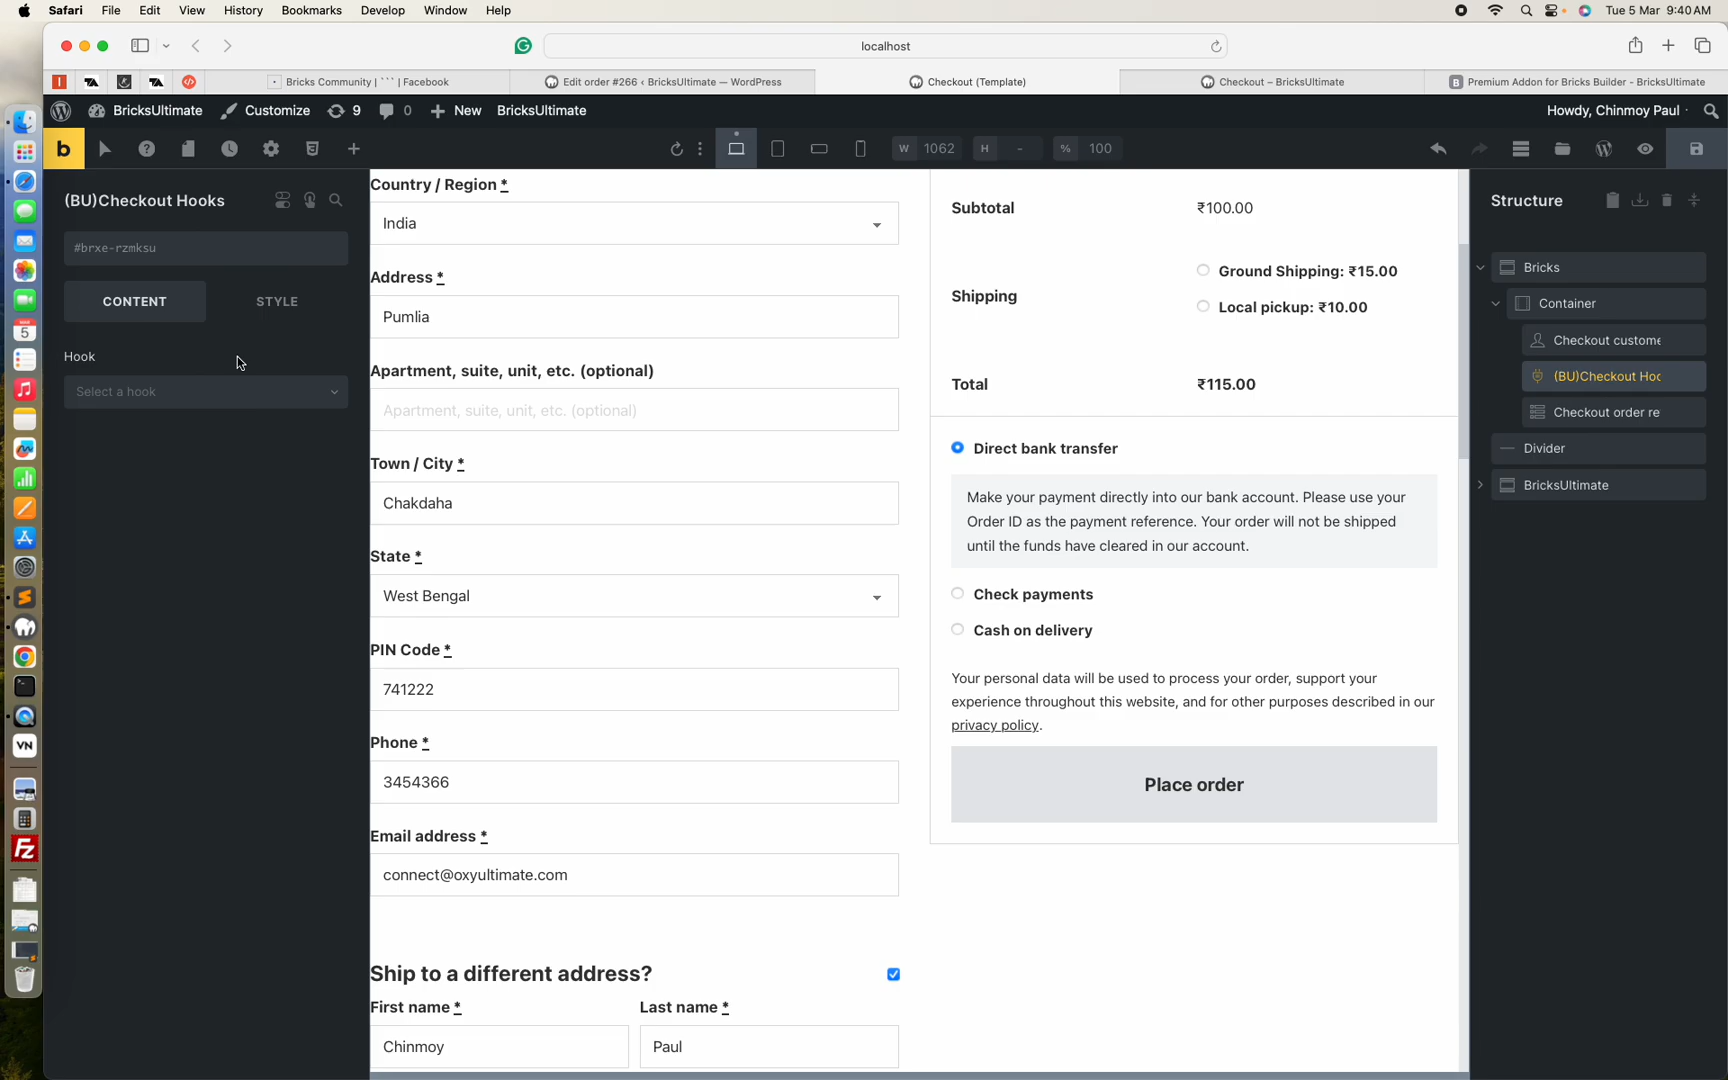 Safari File Edit View History Bookmarks Develop Window Help
Tue 5 Mar 9:40 AM
localhost
Bricks Community | ``` | Facebook
Edit order #266 ‹ BricksUltimate — WordPress
Checkout (Template)
Checkout – BricksUltimate
Premium Addon for Bricks Builder - BricksUltimate
BricksUltimate
Customize
9
0
New
BricksUltimate
Howdy, Chinmoy Paul
b
W 1062
H -
% 100
(BU)Checkout Hooks
#brxe-rzmksu
CONTENT
STYLE
Hook
Select a hook
Country / Region *
India
Address *
Pumlia
Apartment, suite, unit, etc. (optional)
Apartment, suite, unit, etc. (optional)
Town / City *
Chakdaha
State *
West Bengal
PIN Code *
741222
Phone *
3454366
Email address *
connect@oxyultimate.com
Ship to a different address?
First name *
Last name *
Chinmoy
Paul
Subtotal
₹100.00
Shipping
Ground Shipping: ₹15.00
Local pickup: ₹10.00
Total
₹115.00
Direct bank transfer
Make your payment directly into our bank account. Please use your
Order ID as the payment reference. Your order will not be shipped
until the funds have cleared in our account.
Check payments
Cash on delivery
Your personal data will be used to process your order, support your
experience throughout this website, and for other purposes described in our
privacy policy.
Place order
Structure
Bricks
Container
Checkout custome
(BU)Checkout Hoo
Checkout order re
Divider
BricksUltimate
5
VN
Fz